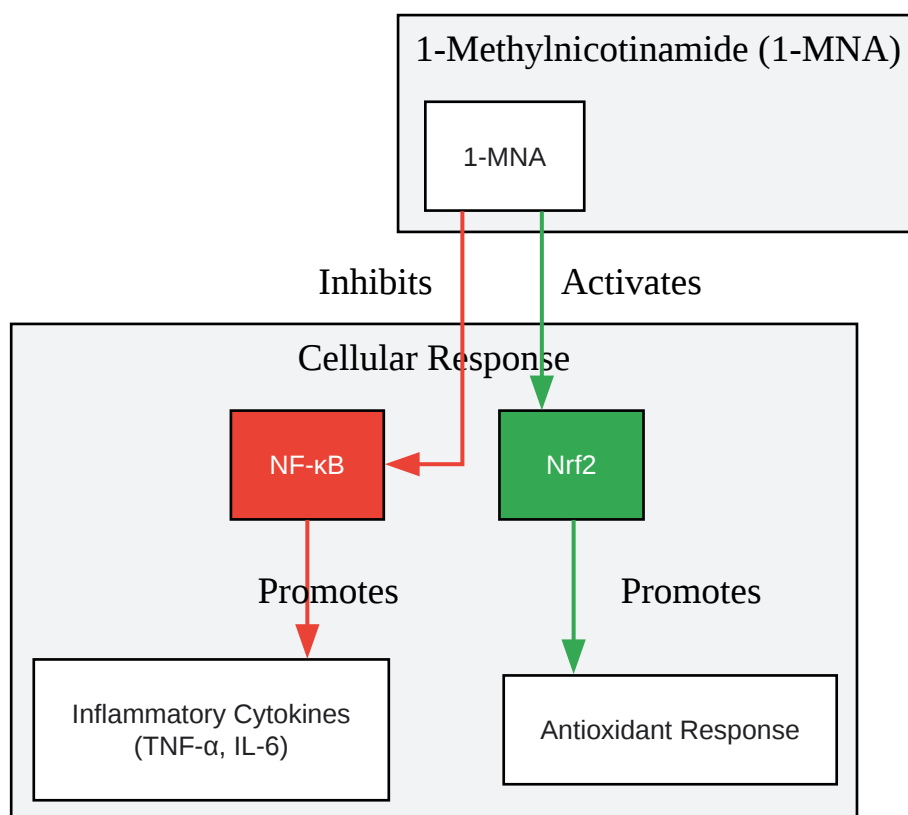 1-Methylnicotinamide (1-MNA)
1-MNA
Inhibits
Activates
Cellular Response
NF-κB
Nrf2
Promotes
Promotes
Inflammatory Cytokines
(TNF-α, IL-6)
Antioxidant Response